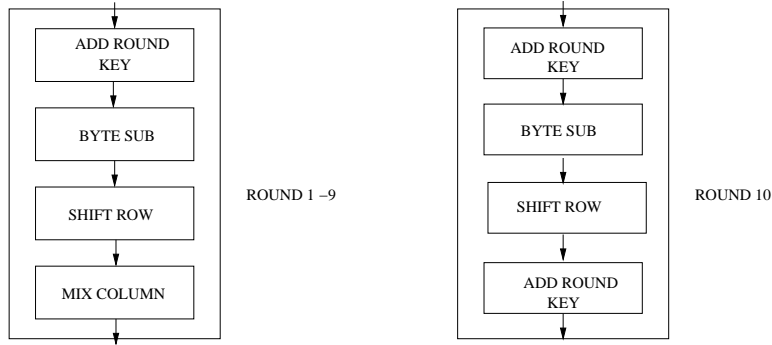 ADD ROUND
KEY
BYTE SUB
SHIFT ROW
MIX COLUMN
ROUND 1 −9
ADD ROUND
KEY
BYTE SUB
SHIFT ROW
ADD ROUND
KEY
ROUND 10